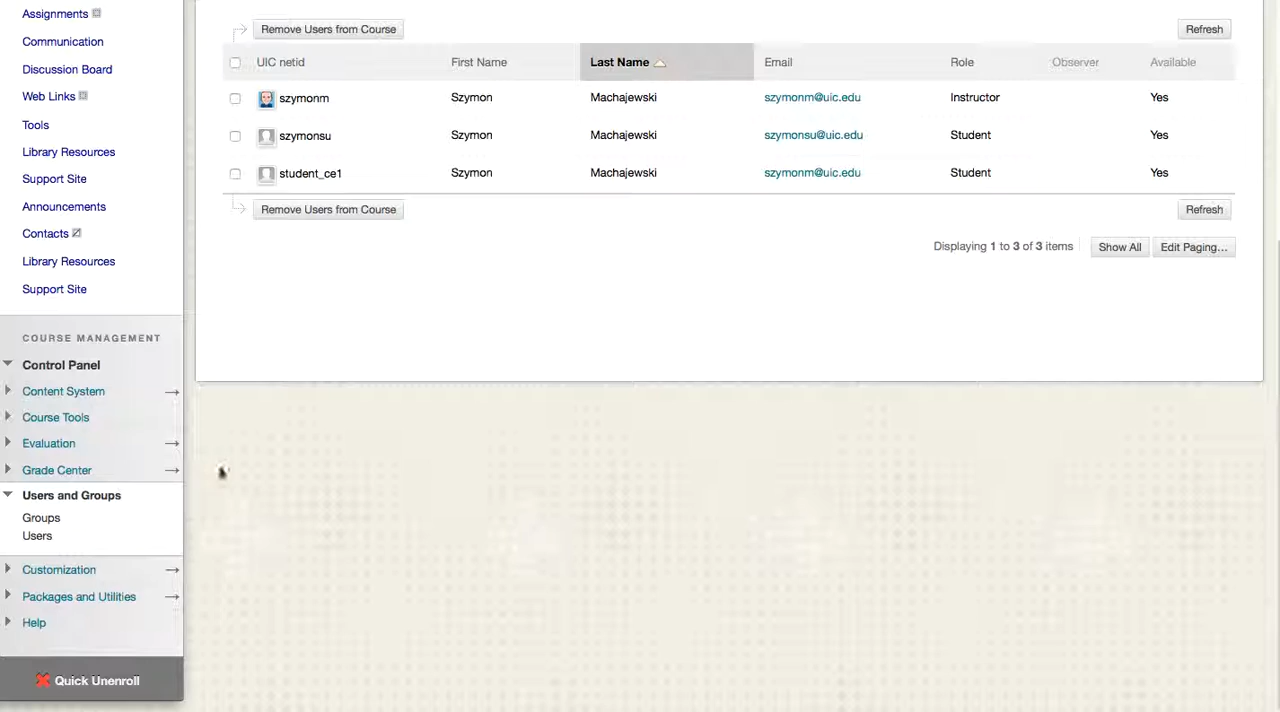 Assignments
Communication
Discussion Board
Web Links
Tools
Library Resources
Support Site
Announcements
Contacts
Library Resources
Support Site
COURSE MANAGEMENT
Control Panel
Content System
Course Tools
Evaluation
Grade Center
Users and Groups
Groups
Users
Customization
Packages and Utilities
Help
Quick Unenroll
Remove Users from Course Refresh
UIC netid First Name Last Name Email Role Observer Available
szymonm Szymon Machajewski szymonm@uic.edu Instructor Yes
szymonsu Szymon Machajewski szymonsu@uic.edu Student Yes
student_ce1 Szymon Machajewski szymonm@uic.edu Student Yes
Remove Users from Course Refresh
Displaying 1 to 3 of 3 items Show All Edit Paging...